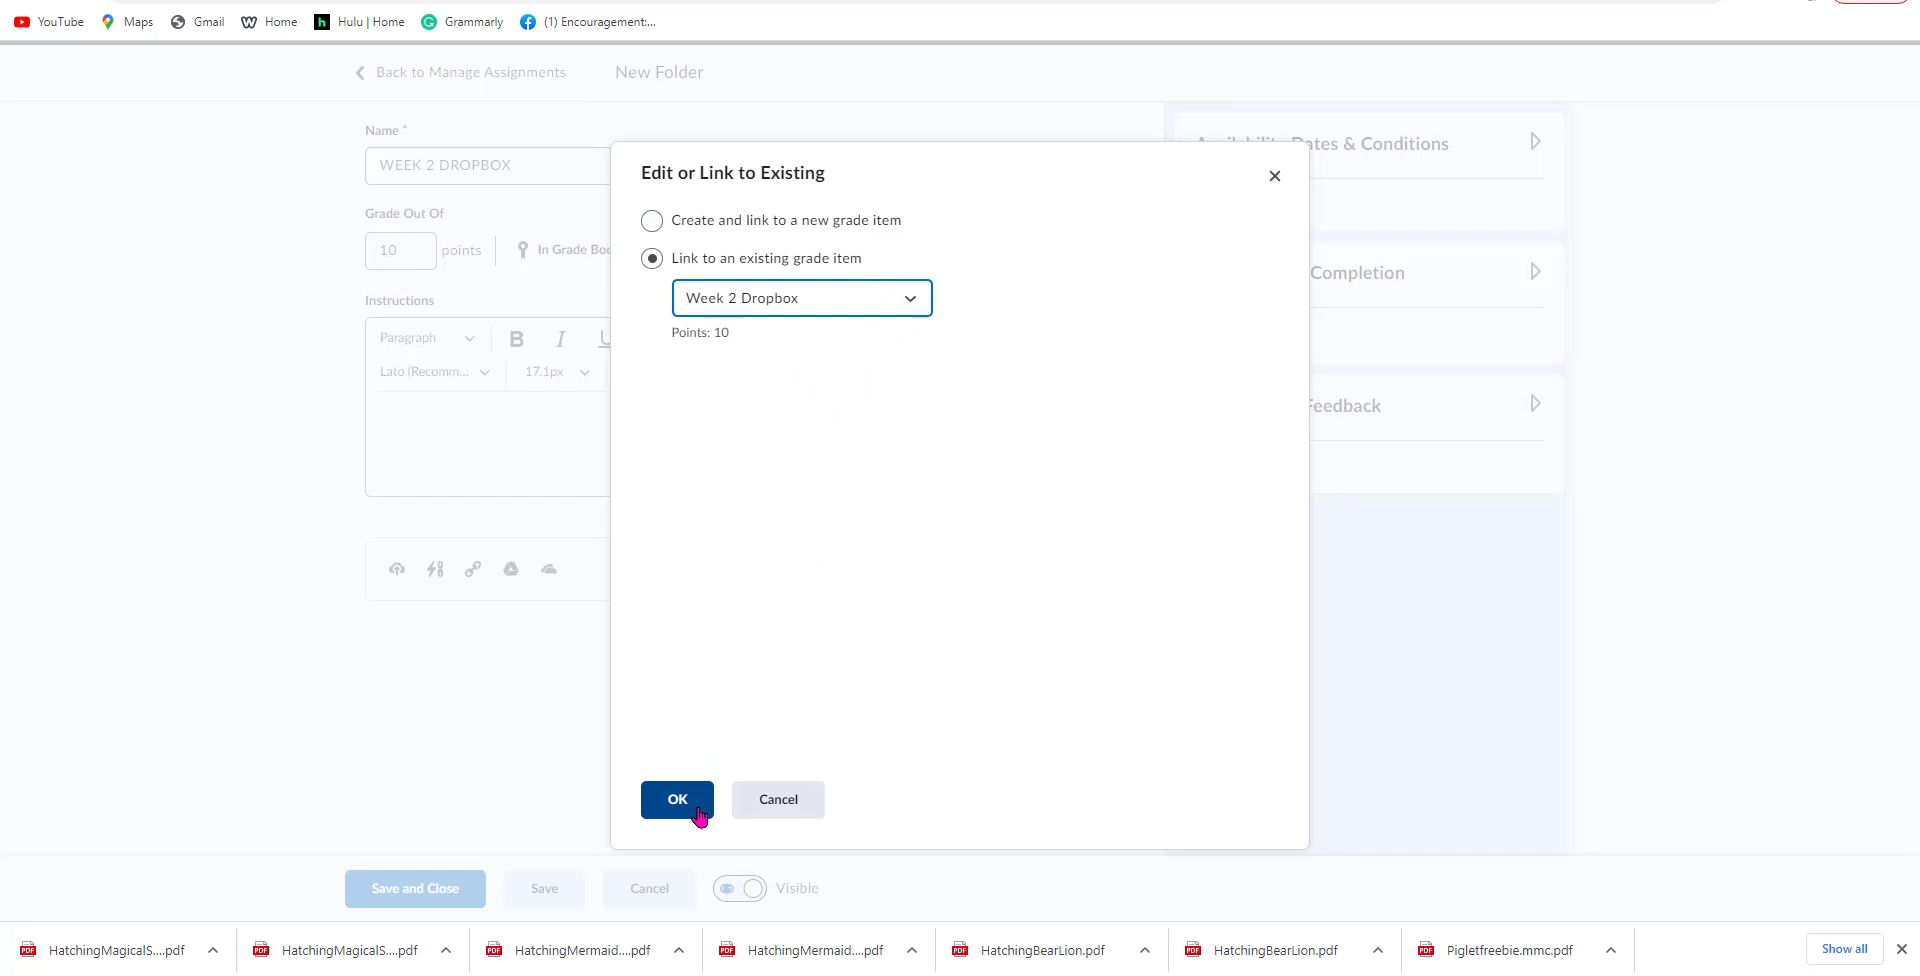 YouTube Maps Gmail Home Hulu | Home Grammarly (1) Encouragement:...
Back to Manage Assignments New Folder
Name *
WEEK 2 DROPBOX
Grade Out Of
10 points In Grade Boo
Instructions
Paragraph B I U
Lato (Recomm... 17.1px
Edit or Link to Existing
Create and link to a new grade item
Link to an existing grade item
Week 2 Dropbox
Points: 10
OK Cancel
Availability Dates & Conditions
Completion
Feedback
Save and Close Save Cancel Visible
HatchingMagicalS....pdf HatchingMagicalS....pdf HatchingMermaid....pdf HatchingMermaid....pdf HatchingBearLion.pdf HatchingBearLion.pdf Pigletfreebie.mmc.pdf Show all